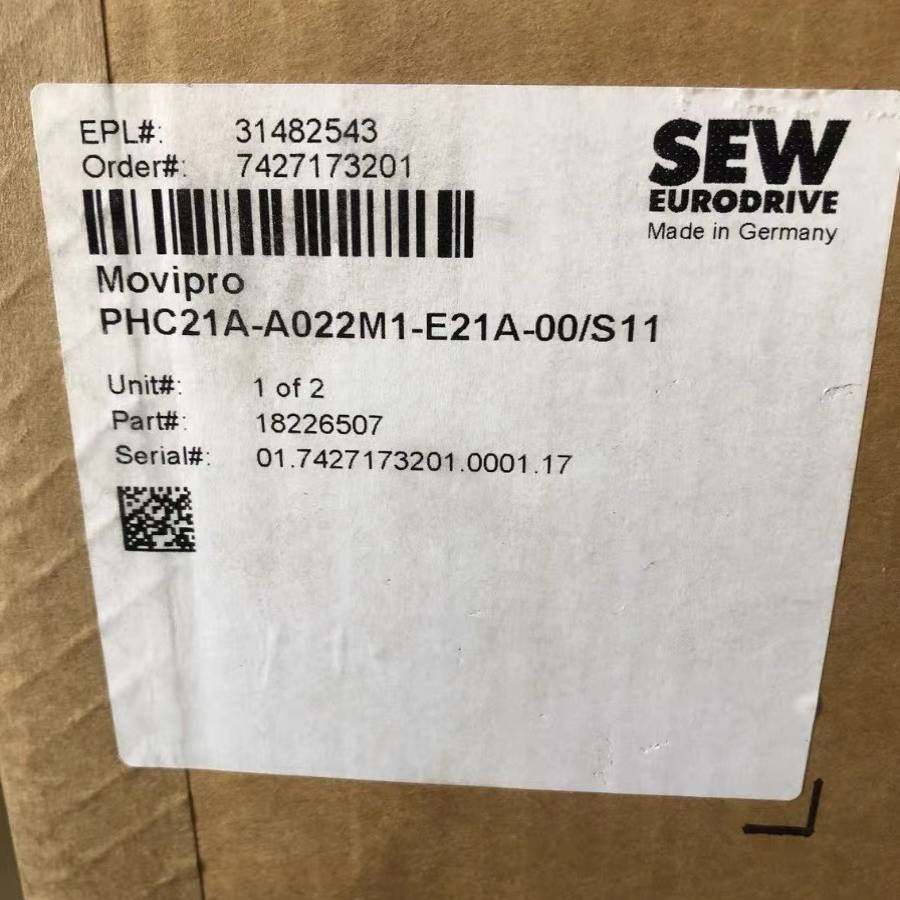 EPL#: 31482543
Order#: 7427173201
SEW
EURODRIVE
Made in Germany
Movipro
PHC21A-A022M1-E21A-00/S11
Unit#: 1 of 2
Part#: 18226507
Serial#: 01.7427173201.0001.17